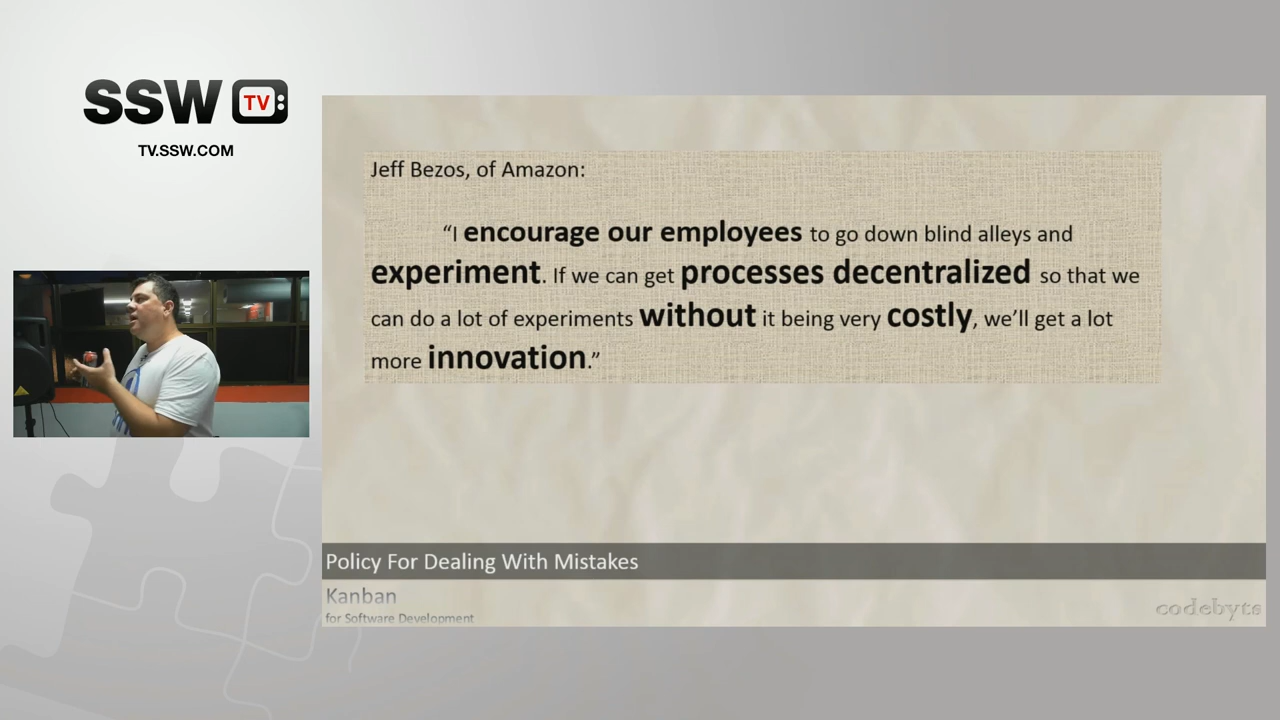 SSW TV
TV.SSW.COM
Jeff Bezos, of Amazon:
“I encourage our employees to go down blind alleys and
experiment. If we can get processes decentralized so that we
can do a lot of experiments without it being very costly, we’ll get a lot
more innovation.”
Policy For Dealing With Mistakes
Kanban
for Software Development
codebyts